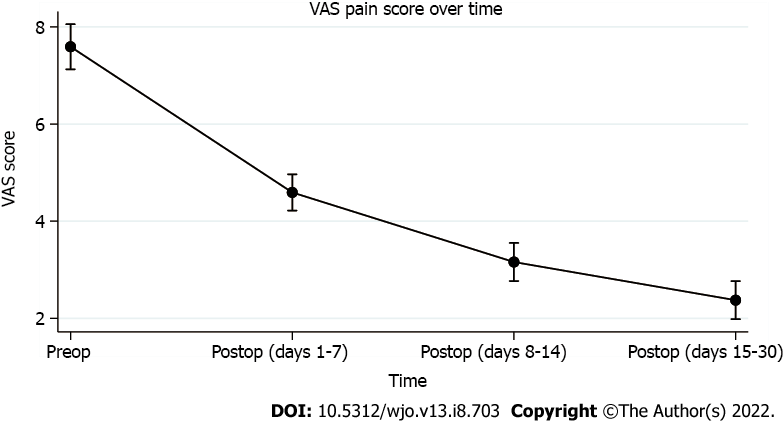 VAS pain score over time
8
6
4
2
VAS score
Preop
Postop (days 1-7)
Postop (days 8-14)
Postop (days 15-30)
Time
DOI: 10.5312/wjo.v13.i8.703 Copyright ©The Author(s) 2022.